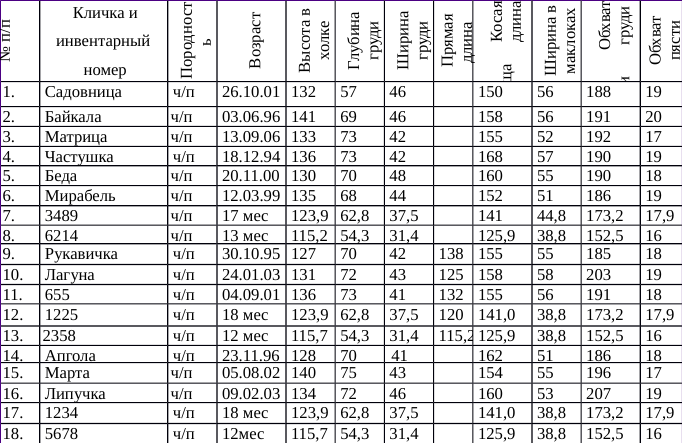 № п/п Кличка и инвентарный номер Породность Возраст Высота в холке Глубина груди Ширина груди Прямая длина Косая длина ща Ширина в маклоках Обхват груди Обхват пясти
1. Садовница ч/п 26.10.01 132 57 46 150 56 188 19
2. Байкала ч/п 03.06.96 141 69 46 158 56 191 20
3. Матрица ч/п 13.09.06 133 73 42 155 52 192 17
4. Частушка ч/п 18.12.94 136 73 42 168 57 190 19
5. Беда ч/п 20.11.00 130 70 48 160 55 190 18
6. Мирабель ч/п 12.03.99 135 68 44 152 51 186 19
7. 3489 ч/п 17 мес 123,9 62,8 37,5 141 44,8 173,2 17,9
8. 6214 ч/п 13 мес 115,2 54,3 31,4 125,9 38,8 152,5 16
9. Рукавичка ч/п 30.10.95 127 70 42 138 155 55 185 18
10. Лагуна ч/п 24.01.03 131 72 43 125 158 58 203 19
11. 655 ч/п 04.09.01 136 73 41 132 155 56 191 18
12. 1225 ч/п 18 мес 123,9 62,8 37,5 120 141,0 38,8 173,2 17,9
13. 2358 ч/п 12 мес 115,7 54,3 31,4 115,2 125,9 38,8 152,5 16
14. Апгола ч/п 23.11.96 128 70 41 162 51 186 18
15. Марта ч/п 05.08.02 140 75 43 154 55 196 17
16. Липучка ч/п 09.02.03 134 72 46 160 53 207 19
17. 1234 ч/п 18 мес 123,9 62,8 37,5 141,0 38,8 173,2 17,9
18. 5678 ч/п 12мес 115,7 54,3 31,4 125,9 38,8 152,5 16